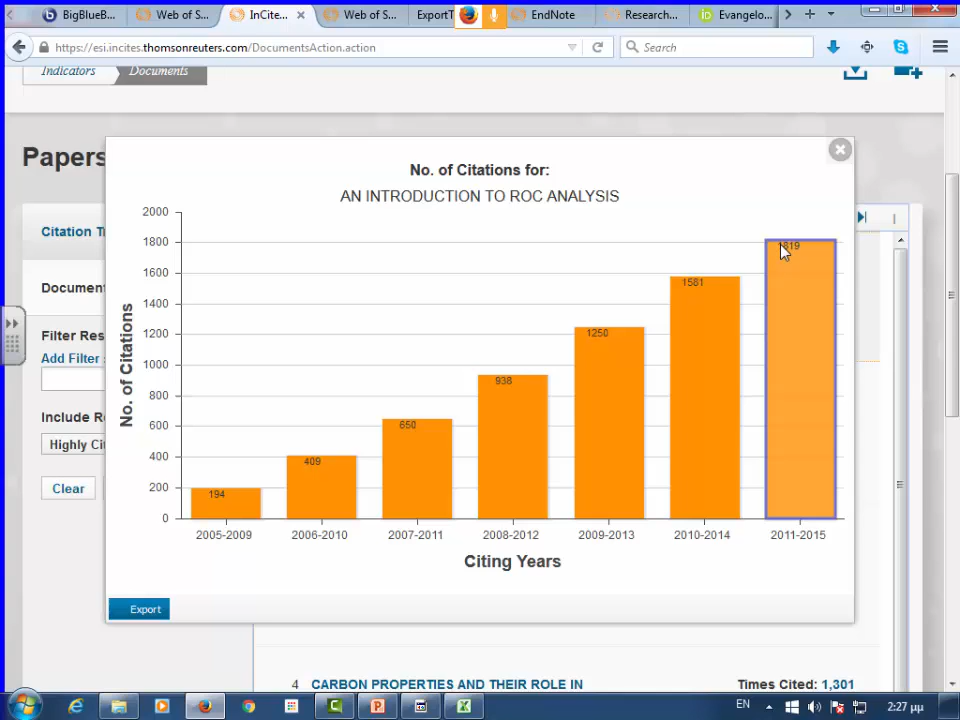 BigBlueB...
Web of S...
InCite...
Web of S...
ExportT
EndNote
Research...
Evangelo...
https://esi.incites.thomsonreuters.com/DocumentsAction.action
Search
Indicators
Documents
Papers
Citation T
Documen
Filter Res
Add Filter
Include R
Highly Ci
Clear
No. of Citations for:
AN INTRODUCTION TO ROC ANALYSIS
No. of Citations
2000
1800
1600
1400
1200
1000
800
600
400
200
0
194
409
650
938
1250
1581
1819
2005-2009
2006-2010
2007-2011
2008-2012
2009-2013
2010-2014
2011-2015
Citing Years
Export
4 CARBON PROPERTIES AND THEIR ROLE IN
Times Cited: 1,301
EN
2:27 μμ